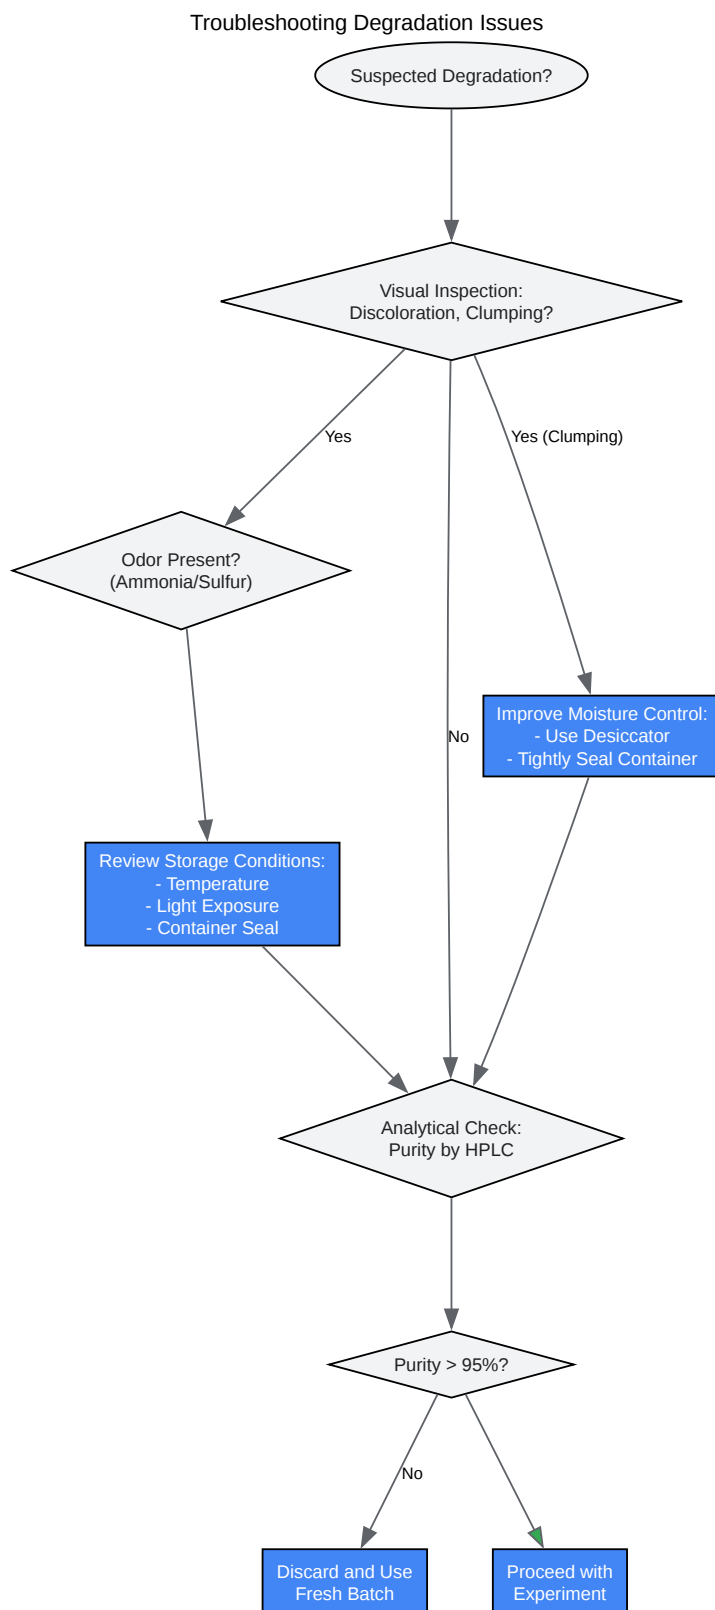 Troubleshooting Degradation Issues
Suspected Degradation?
Visual Inspection:
Discoloration, Clumping?
Yes
Yes (Clumping)
Odor Present?
(Ammonia/Sulfur)
No
Improve Moisture Control:
- Use Desiccator
- Tightly Seal Container
Review Storage Conditions:
- Temperature
- Light Exposure
- Container Seal
Analytical Check:
Purity by HPLC
Purity > 95%?
No
Discard and Use
Fresh Batch
Proceed with
Experiment